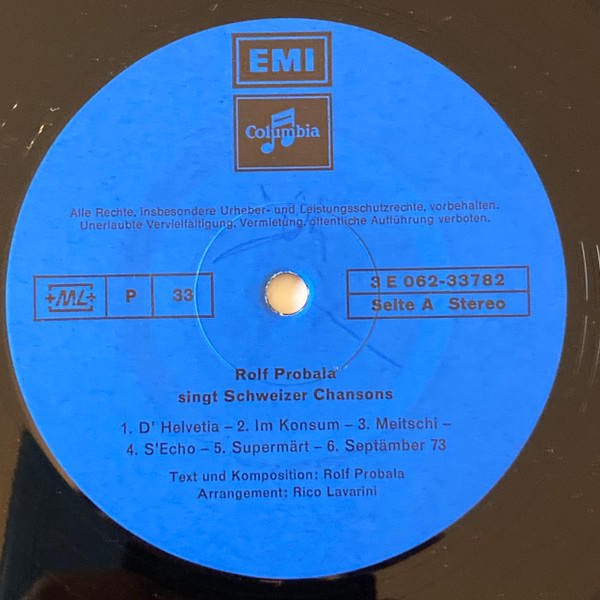 EMI
Columbia
Alle Rechte, insbesondere Urheber- und Leistungsschutzrechte, vorbehalten.
Unerlaubte Vervielfältigung, Vermietung, öffentliche Aufführung verboten.
+ML+ P 33
3 E 062-33782
Seite A Stereo
Rolf Probala
singt Schweizer Chansons
1. D' Helvetia – 2. Im Konsum – 3. Meitschi –
4. S'Echo – 5. Supermärt – 6. Septämber 73
Text und Komposition: Rolf Probala
Arrangement: Rico Lavarini